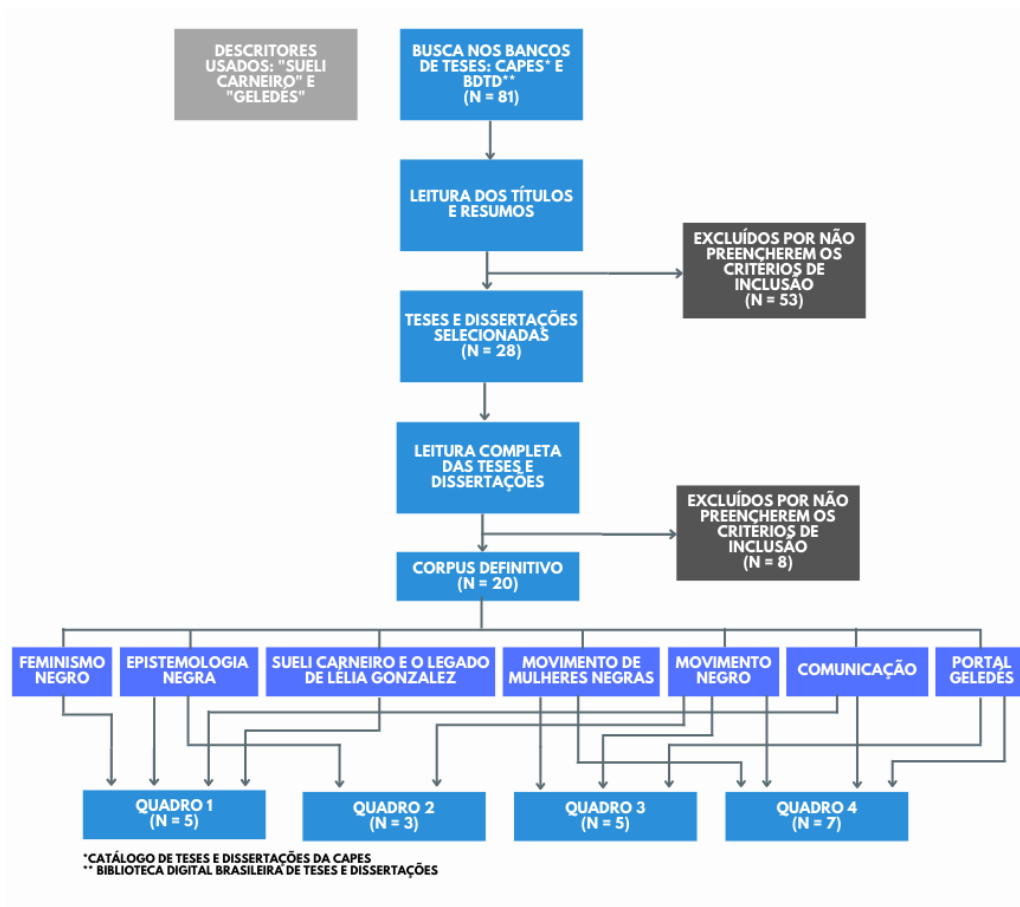 DESCRITORES
USADOS: "SUELI
CARNEIRO" E
"GELEDÉS"
BUSCA NOS BANCOS
DE TESES: CAPES* E
BDTD**
(N = 81)
LEITURA DOS TÍTULOS
E RESUMOS
EXCLUÍDOS POR NÃO
PREENCHEREM OS
CRITÉRIOS DE
INCLUSÃO
(N = 53)
TESES E DISSERTAÇÕES
SELECIONADAS
(N = 28)
LEITURA COMPLETA
DAS TESES E
DISSERTAÇÕES
EXCLUÍDOS POR NÃO
PREENCHEREM OS
CRITÉRIOS DE
INCLUSÃO
(N = 8)
CORPUS DEFINITIVO
(N = 20)
FEMINISMO
NEGRO
EPISTEMOLOGIA
NEGRA
SUELI CARNEIRO E O LEGADO
DE LÉLIA GONZALEZ
MOVIMENTO DE
MULHERES NEGRAS
MOVIMENTO
NEGRO
COMUNICAÇÃO
PORTAL
GELEDÉS
QUADRO 1
(N = 5)
QUADRO 2
(N = 3)
QUADRO 3
(N = 5)
QUADRO 4
(N = 7)
*CATÁLOGO DE TESES E DISSERTAÇÕES DA CAPES
** BIBLIOTECA DIGITAL BRASILEIRA DE TESES E DISSERTAÇÕES